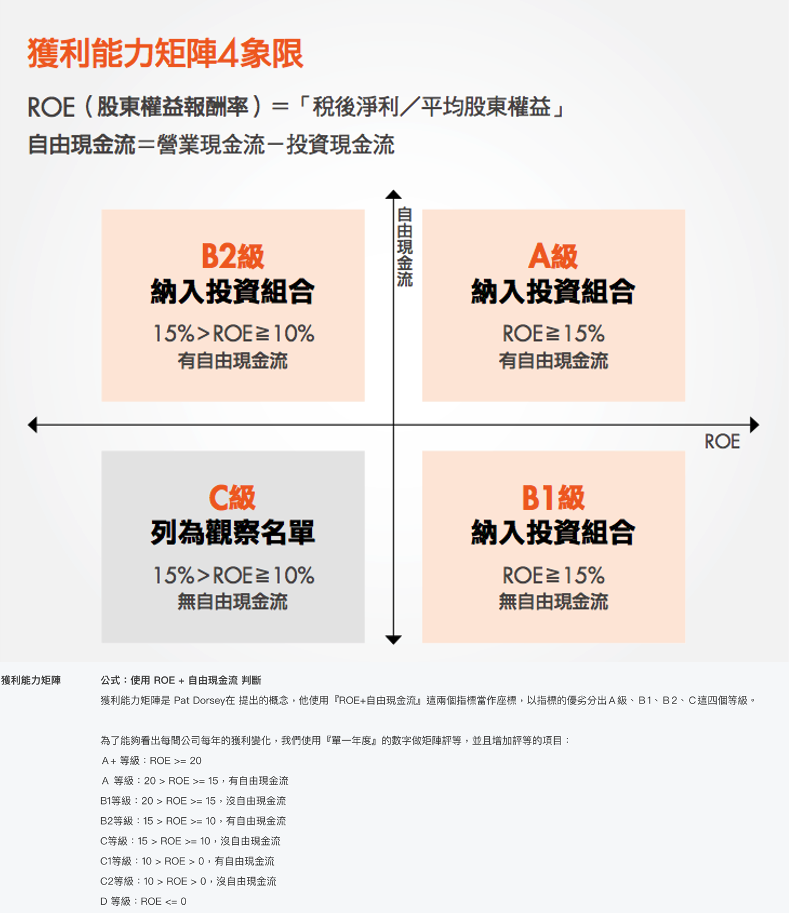 獲利能力矩陣4象限
ROE（股東權益報酬率）＝「稅後淨利／平均股東權益」
自由現金流＝營業現金流－投資現金流
自由現金流
B2級
納入投資組合
15%>ROE≧10%
有自由現金流
A級
納入投資組合
ROE≧15%
有自由現金流
ROE
C級
列為觀察名單
15%>ROE≧10%
無自由現金流
B1級
納入投資組合
ROE≧15%
無自由現金流
獲利能力矩陣
公式：使用 ROE + 自由現金流 判斷
獲利能力矩陣是 Pat Dorsey在 提出的概念，他使用『ROE+自由現金流』這兩個指標當作座標，以指標的優劣分出A級、B1、B2、C這四個等級。
為了能夠看出每間公司每年的獲利變化，我們使用『單一年度』的數字做矩陣評等，並且增加評等的項目：
A+ 等級：ROE >= 20
A 等級：20 > ROE >= 15，有自由現金流
B1等級：20 > ROE >= 15，沒自由現金流
B2等級：15 > ROE >= 10，有自由現金流
C等級：15 > ROE >= 10，沒自由現金流
C1等級：10 > ROE > 0，有自由現金流
C2等級：10 > ROE > 0，沒自由現金流
D 等級：ROE <= 0